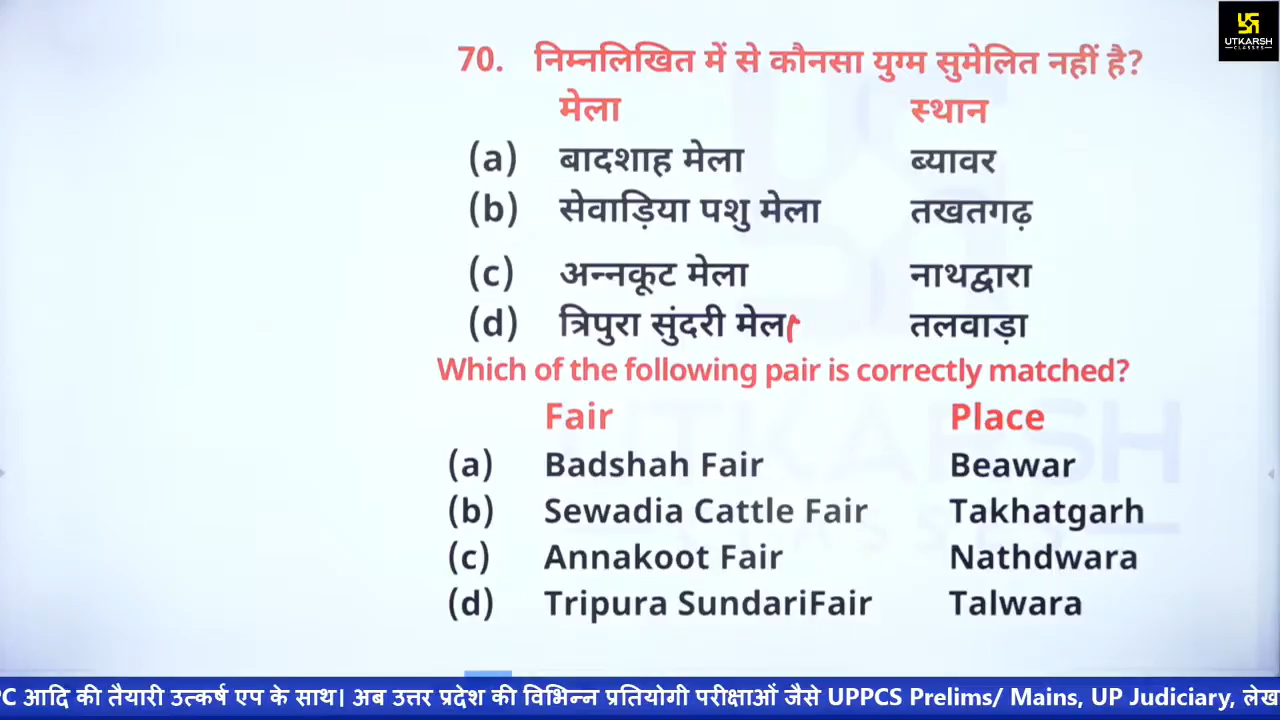 UTKARSH
CLASSES
70. निम्नलिखित में से कौनसा युग्म सुमेलित नहीं है?
मेला स्थान
(a) बादशाह मेला ब्यावर
(b) सेवाड़िया पशु मेला तखतगढ़
(c) अन्नकूट मेला नाथद्वारा
(d) त्रिपुरा सुंदरी मेला तलवाड़ा
Which of the following pair is correctly matched?
Fair Place
(a) Badshah Fair Beawar
(b) Sewadia Cattle Fair Takhatgarh
(c) Annakoot Fair Nathdwara
(d) Tripura SundariFair Talwara
PC आदि की तैयारी उत्कर्ष एप के साथ। अब उत्तर प्रदेश की विभिन्न प्रतियोगी परीक्षाओं जैसे UPPCS Prelims/ Mains, UP Judiciary, लेख